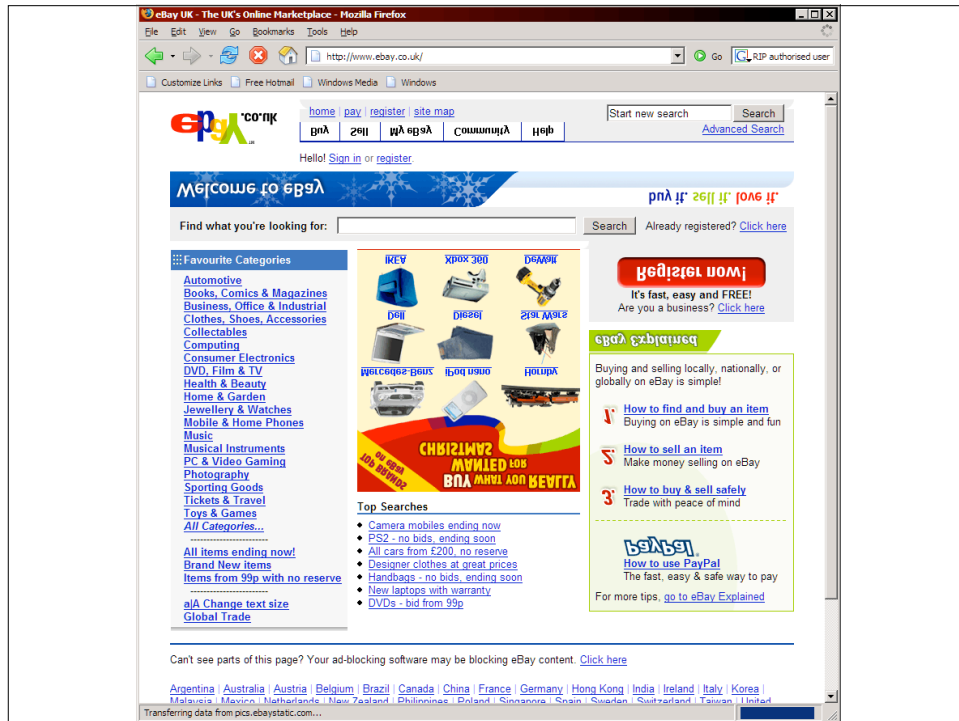 eBay UK - The UK's Online Marketplace - Mozilla Firefox
File Edit View Go Bookmarks Tools Help
http://www.ebay.co.uk/ Go RIP authorised user
Customize Links Free Hotmail Windows Media Windows
ebay.co.uk
home | pay | register | site map
Start new search Search
Buy Sell My eBay Community Help
Advanced Search
Hello! Sign in or register.
Welcome to eBay
buy it. sell it. love it.
Find what you're looking for: Search Already registered? Click here
Favourite Categories
Automotive
Books, Comics & Magazines
Business, Office & Industrial
Clothes, Shoes, Accessories
Collectables
Computing
Consumer Electronics
DVD, Film & TV
Health & Beauty
Home & Garden
Jewellery & Watches
Mobile & Home Phones
Music
Musical Instruments
PC & Video Gaming
Photography
Sporting Goods
Tickets & Travel
Toys & Games
All Categories...
------------------------
All items ending now!
Brand New items
Items from 99p with no reserve
------------------------
a|A Change text size
Global Trade
IKEA Xbox 360 DeWalt
Dell Diesel Star Wars
Mercedes-Benz iPod nano Hornby
BUY WHAT YOU REALLY
WANTED FOR
CHRISTMAS
TOP BRANDS
on eBay
Top Searches
Camera mobiles ending now
PS2 - no bids, ending soon
All cars from £200, no reserve
Designer clothes at great prices
Handbags - no bids, ending soon
New laptops with warranty
DVDs - bid from 99p
Register now!
It's fast, easy and FREE!
Are you a business? Click here
eBay Explained
Buying and selling locally, nationally, or
globally on eBay is simple!
1. How to find and buy an item
Buying on eBay is simple and fun
2. How to sell an item
Make money selling on eBay
3. How to buy & sell safely
Trade with peace of mind
PayPal
How to use PayPal
The fast, easy & safe way to pay
For more tips, go to eBay Explained
Can't see parts of this page? Your ad-blocking software may be blocking eBay content. Click here
Argentina | Australia | Austria | Belgium | Brazil | Canada | China | France | Germany | Hong Kong | India | Ireland | Italy | Korea |
Malaysia | Mexico | Netherlands | New Zealand | Philippines | Poland | Singapore | Spain | Sweden | Switzerland | Taiwan | United
Transferring data from pics.ebaystatic.com...